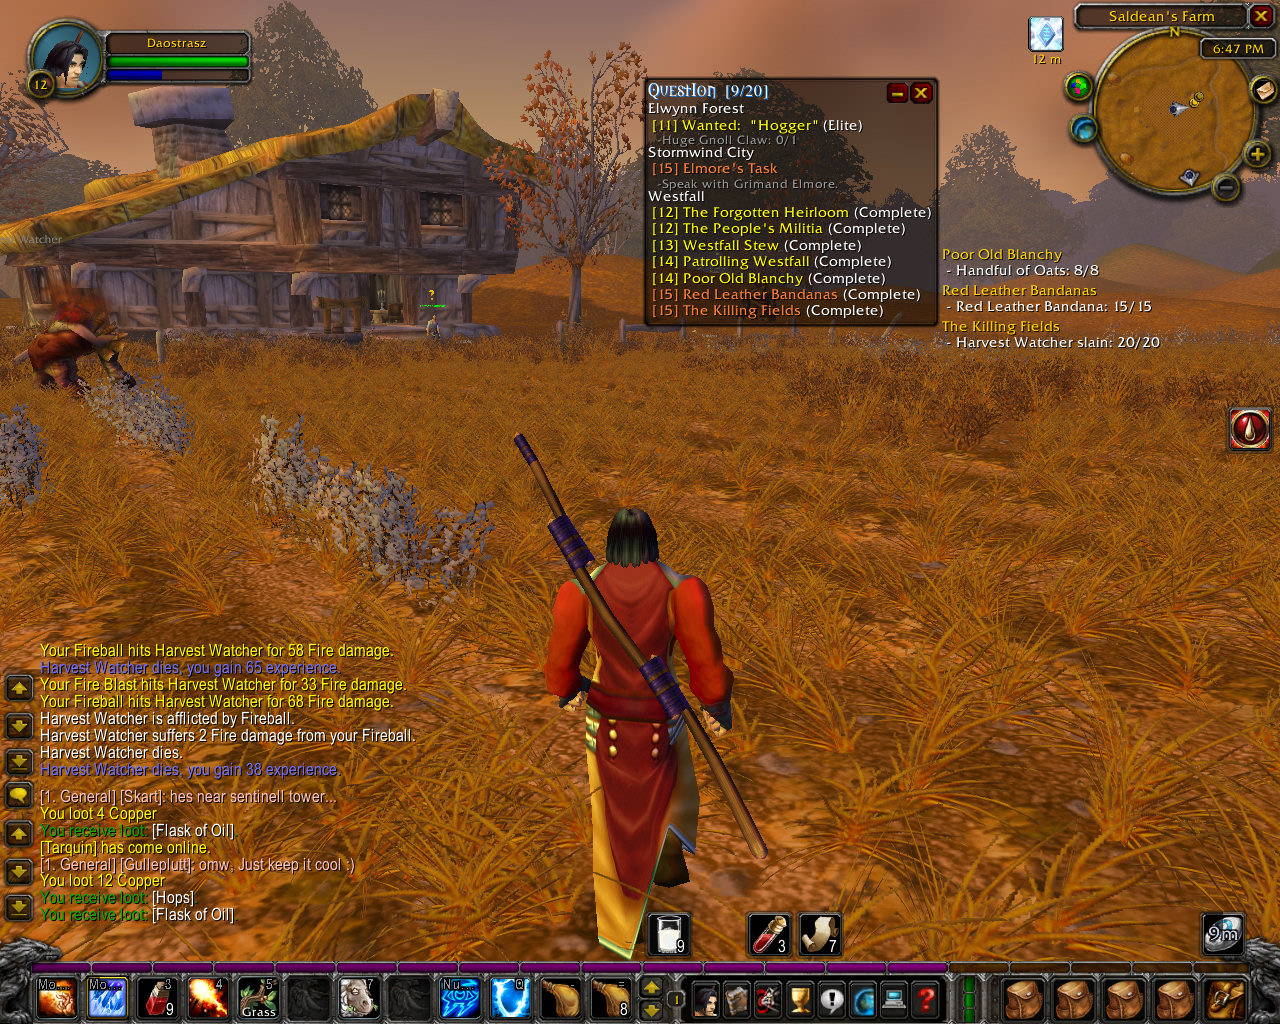 Daostrasz
12
Saldean's Farm
N
6:47 PM
12 m
QuestIon [9/20]
Elwynn Forest
[11] Wanted: "Hogger" (Elite)
-Huge Gnoll Claw: 0/1
Stormwind City
[15] Elmore's Task
-Speak with Grimand Elmore.
Westfall
[12] The Forgotten Heirloom (Complete)
[12] The People's Militia (Complete)
[13] Westfall Stew (Complete)
[14] Patrolling Westfall (Complete)
[14] Poor Old Blanchy (Complete)
[15] Red Leather Bandanas (Complete)
[15] The Killing Fields (Complete)
Poor Old Blanchy
- Handful of Oats: 8/8
Red Leather Bandanas
- Red Leather Bandana: 15/15
The Killing Fields
- Harvest Watcher slain: 20/20
Watcher
?
Your Fireball hits Harvest Watcher for 58 Fire damage.
Harvest Watcher dies, you gain 65 experience.
Your Fire Blast hits Harvest Watcher for 33 Fire damage.
Your Fireball hits Harvest Watcher for 68 Fire damage.
Harvest Watcher is afflicted by Fireball.
Harvest Watcher suffers 2 Fire damage from your Fireball.
Harvest Watcher dies.
Harvest Watcher dies, you gain 38 experience.
[1. General] [Skart]: hes near sentinell tower...
You loot 4 Copper
You receive loot: [Flask of Oil]
[Tarquin] has come online.
[1. General] [Gulleplutt]: omw, Just keep it cool :)
You loot 12 Copper
You receive loot: [Hops].
You receive loot: [Flask of Oil]
9
3
7
9m
Mo...
Mo...
3
9
4
5
Grass
7
Nu...
Q
-
=
8
1